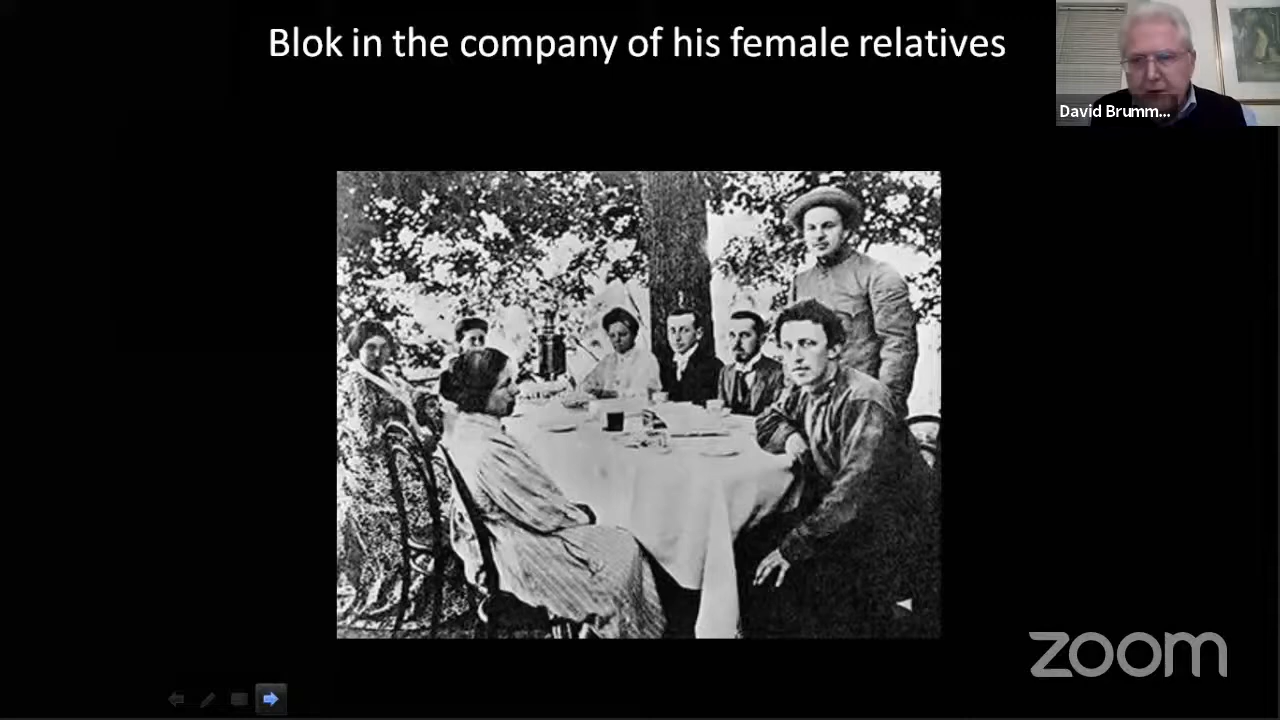 Blok in the company of his female relatives
David Brumm...
zoom